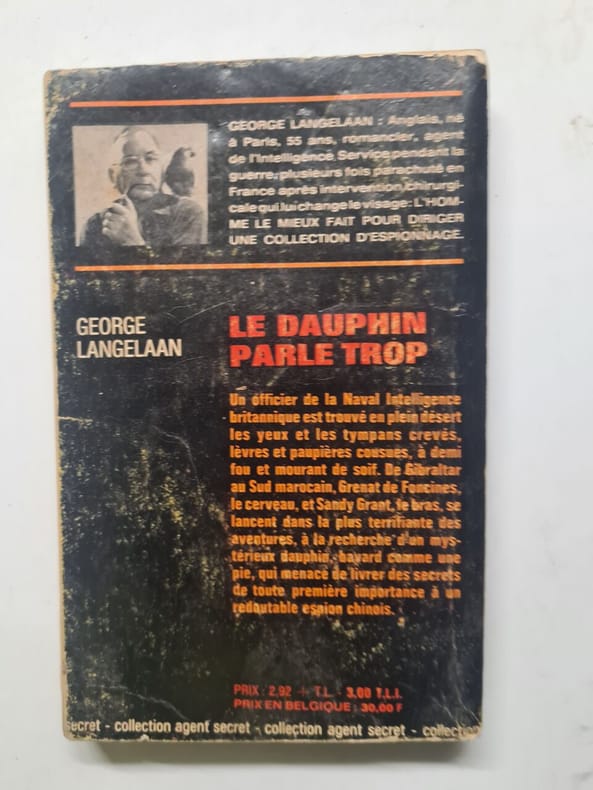 GEORGE LANGELAAN : Anglais, né
à Paris, 55 ans, romancier, agent
de l'Intelligence Service pendant la
guerre, plusieurs fois parachuté en
France après intervention chirurgi-
cale qui lui change le visage: L'HOM-
ME LE MIEUX FAIT POUR DIRIGER
UNE COLLECTION D'ESPIONNAGE.
GEORGE
LANGELAAN
LE DAUPHIN
PARLE TROP
Un officier de la Naval Intelligence
britannique est trouvé en plein désert
les yeux et les tympans crevés,
lèvres et paupières cousues, à demi
fou et mourant de soif. De Gibraltar
au Sud marocain, Grenat de Foncines,
le cerveau, et Sandy Grant, le bras, se
lancent dans la plus terrifiante des
aventures, à la recherche d'un mys-
térieux dauphin, bavard comme une
pie, qui menace de livrer des secrets
de toute première importance à un
redoutable espion chinois.
PRIX : 2,92 + T.L. - 3,00 T.L.I.
PRIX EN BELGIQUE : 30,00 F
secret - collection agent secret - collection agent secret - collection